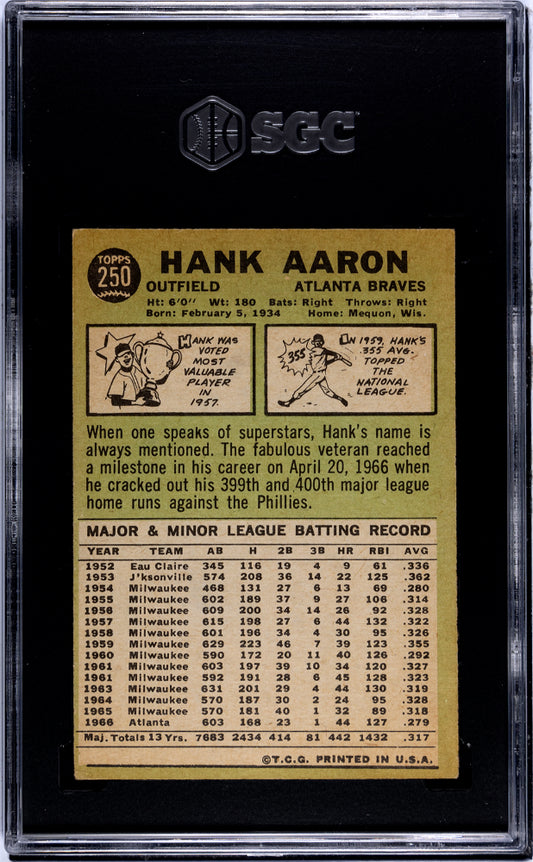 SGC
TOPPS
250
HANK AARON
OUTFIELD ATLANTA BRAVES
Ht: 6'0" Wt: 180 Bats: Right Throws: Right
Born: February 5, 1934 Home: Mequon, Wis.
HANK WAS
VOTED
MOST
VALUABLE
PLAYER
IN
1957.
355
IN 1959, HANK'S
.355 AVG.
TOPPED
THE
NATIONAL
LEAGUE.
When one speaks of superstars, Hank's name is
always mentioned. The fabulous veteran reached
a milestone in his career on April 20, 1966 when
he cracked out his 399th and 400th major league
home runs against the Phillies.
MAJOR & MINOR LEAGUE BATTING RECORD
YEAR TEAM AB H 2B 3B HR RBI AVG
1952 Eau Claire 345 116 19 4 9 61 .336
1953 J'ksonville 574 208 36 14 22 125 .362
1954 Milwaukee 468 131 27 6 13 69 .280
1955 Milwaukee 602 189 37 9 27 106 .314
1956 Milwaukee 609 200 34 14 26 92 .328
1957 Milwaukee 615 198 27 6 44 132 .322
1958 Milwaukee 601 196 34 4 30 95 .326
1959 Milwaukee 629 223 46 7 39 123 .355
1960 Milwaukee 590 172 20 11 40 126 .292
1961 Milwaukee 603 197 39 10 34 120 .327
1961 Milwaukee 592 191 28 6 45 128 .323
1963 Milwaukee 631 201 29 4 44 130 .319
1964 Milwaukee 570 187 30 2 24 95 .328
1965 Milwaukee 570 181 40 1 32 89 .318
1966 Atlanta 603 168 23 1 44 127 .279
Maj. Totals 13 Yrs. 7683 2434 414 81 442 1432 .317
©T.C.G. PRINTED IN U.S.A.